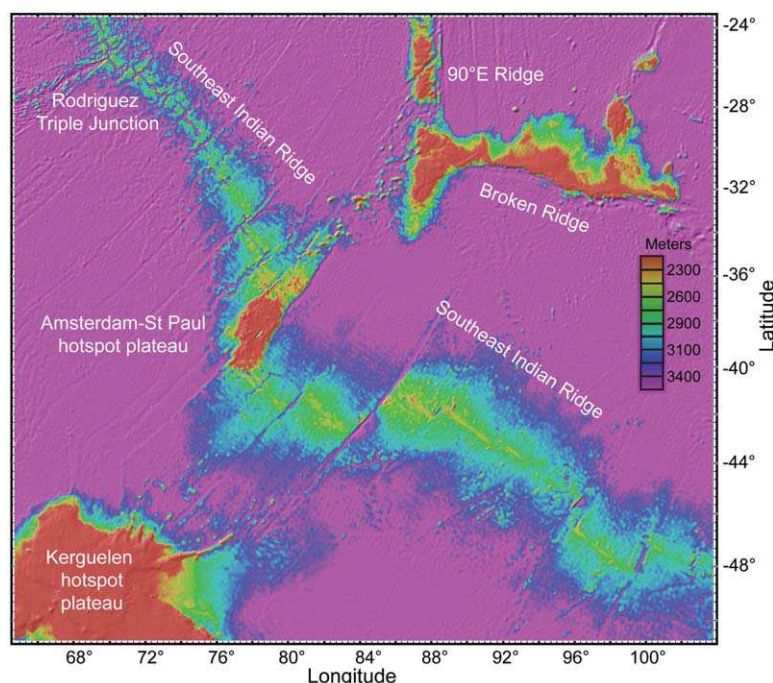 -24°
Southeast Indian Ridge
90°E Ridge
Rodriguez
Triple Junction
-28°
Broken Ridge
-32°
Meters
2300
2600
2900
3100
3400
-36°
Latitude
Amsterdam-St Paul
hotspot plateau
Southeast Indian Ridge
-40°
-44°
Kerguelen
hotspot
plateau
-48°
68° 72° 76° 80° 84° 88° 92° 96° 100°
Longitude